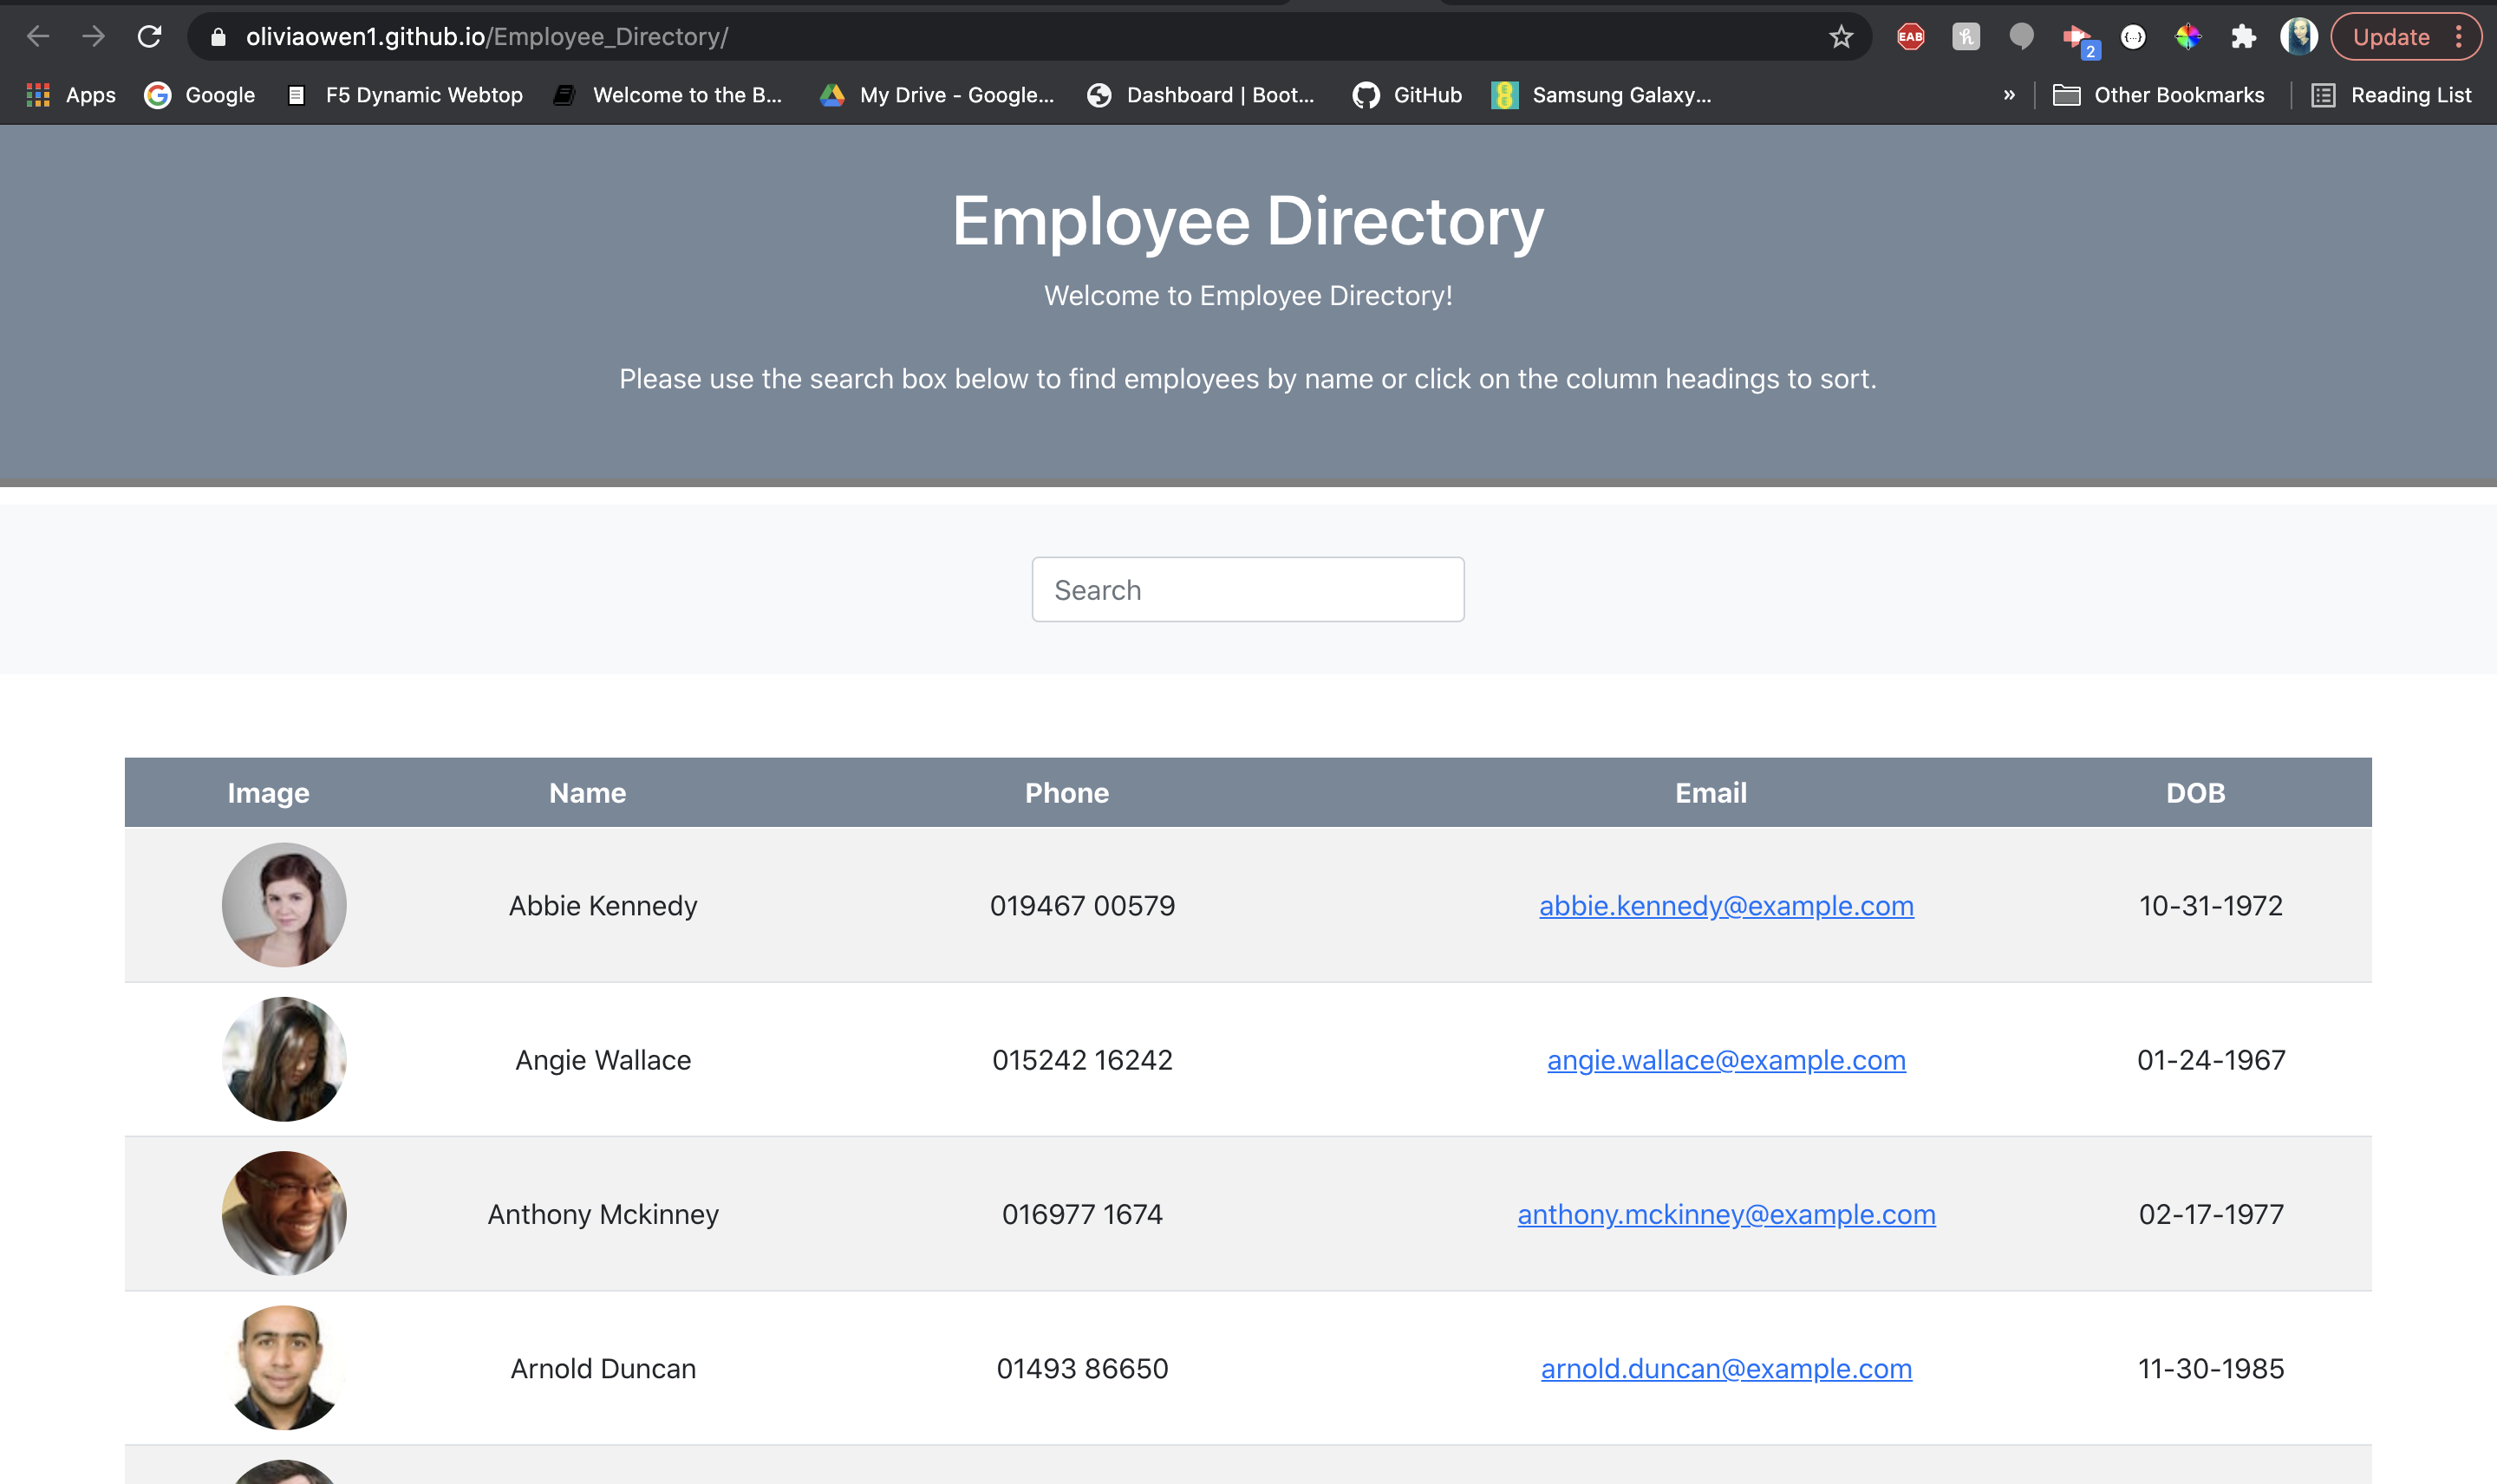 oliviaowen1.github.io/Employee_Directory/
EAB
2
Update
Apps Google F5 Dynamic Webtop Welcome to the B... My Drive - Google... Dashboard | Boot... GitHub Samsung Galaxy... » Other Bookmarks Reading List
Employee Directory
Welcome to Employee Directory!
Please use the search box below to find employees by name or click on the column headings to sort.
Search
Image Name Phone Email DOB
Abbie Kennedy 019467 00579 abbie.kennedy@example.com 10-31-1972
Angie Wallace 015242 16242 angie.wallace@example.com 01-24-1967
Anthony Mckinney 016977 1674 anthony.mckinney@example.com 02-17-1977
Arnold Duncan 01493 86650 arnold.duncan@example.com 11-30-1985